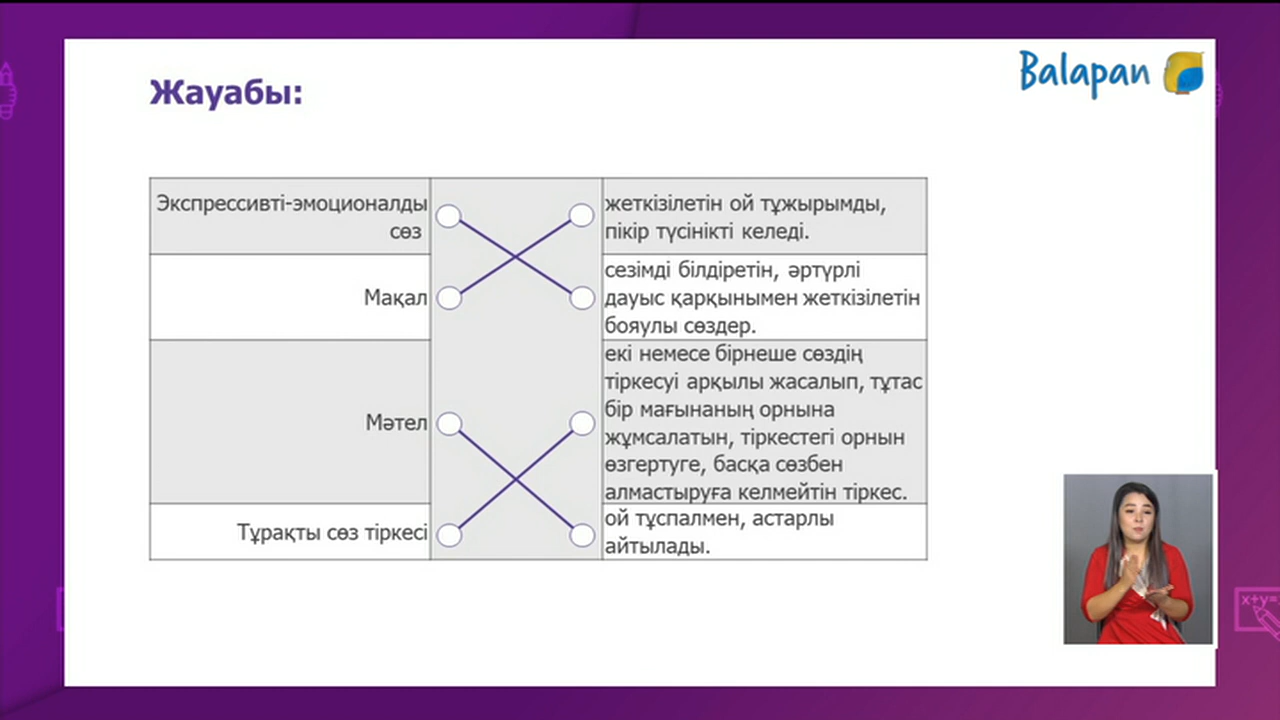 Жауабы:
Balapan
Экспрессивті-эмоционалды
сөз
жеткізілетін ой тұжырымды,
пікір түсінікті келеді.
Мақал
сезімді білдіретін, әртүрлі
дауыс қарқынымен жеткізілетін
бояулы сөздер.
Мәтел
екі немесе бірнеше сөздің
тіркесуі арқылы жасалып, тұтас
бір мағынаның орнына
жұмсалатын, тіркестегі орнын
өзгертуге, басқа сөзбен
алмастыруға келмейтін тіркес.
Тұрақты сөз тіркесі
ой тұспалмен, астарлы
айтылады.
x+y=